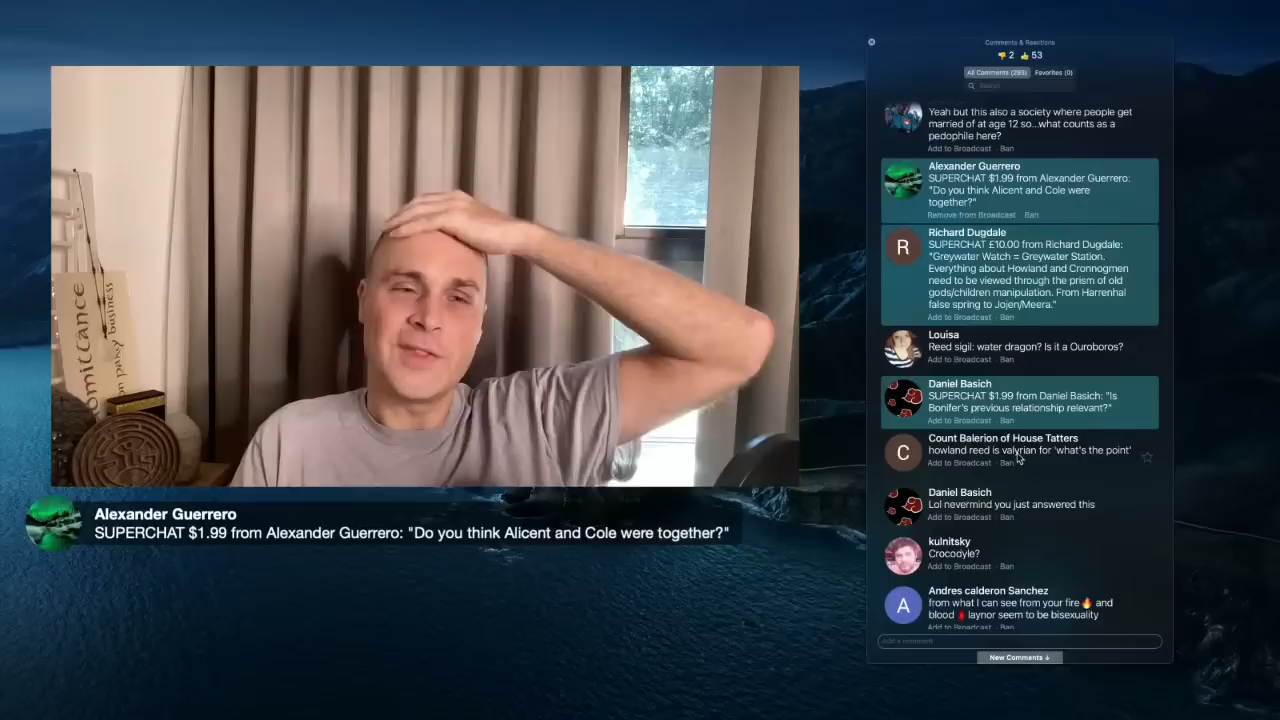 omittance
on party business
Alexander Guerrero
SUPERCHAT $1.99 from Alexander Guerrero: "Do you think Alicent and Cole were together?"
Comments & Reactions
👎 2 👍 53
All Comments (293) Favorites (0)
Search
Yeah but this also a society where people get
married of at age 12 so...what counts as a
pedophile here?
Add to Broadcast · Ban
Alexander Guerrero
SUPERCHAT $1.99 from Alexander Guerrero:
"Do you think Alicent and Cole were
together?"
Remove from Broadcast · Ban
R
Richard Dugdale
SUPERCHAT £10.00 from Richard Dugdale:
"Greywater Watch = Greywater Station.
Everything about Howland and Cronnogmen
need to be viewed through the prism of old
gods/children manipulation. From Harrenhal
false spring to Jojen/Meera."
Add to Broadcast · Ban
Louisa
Reed sigil: water dragon? Is it a Ouroboros?
Add to Broadcast · Ban
Daniel Basich
SUPERCHAT $1.99 from Daniel Basich: "Is
Bonifer's previous relationship relevant?"
Add to Broadcast · Ban
C
Count Balerion of House Tatters
howland reed is valyrian for 'what's the point'
Add to Broadcast · Ban
Daniel Basich
Lol nevermind you just answered this
Add to Broadcast · Ban
kulnitsky
Crocodyle?
Add to Broadcast · Ban
A
Andres calderon Sanchez
from what I can see from your fire🔥 and
blood🩸laynor seem to be bisexuality
Add to Broadcast · Ban
Add a comment
New Comments ↓